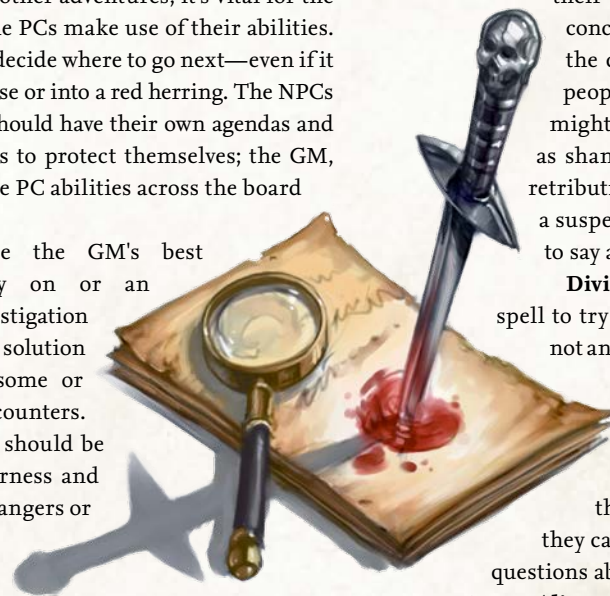 other adventures, it's vital for the
e PCs make use of their abilities.
decide where to go next—even if it
se or into a red herring. The NPCs
hould have their own agendas and
s to protect themselves; the GM,
e PC abilities across the board
e the GM's best
y on or an
stigation
solution
some or
counters.
should be
rness and
angers or
their
conc
the c
peop
might
as sham
retributi
a suspe
to say a
Divi
spell to try
not an
th
they ca
questions ab